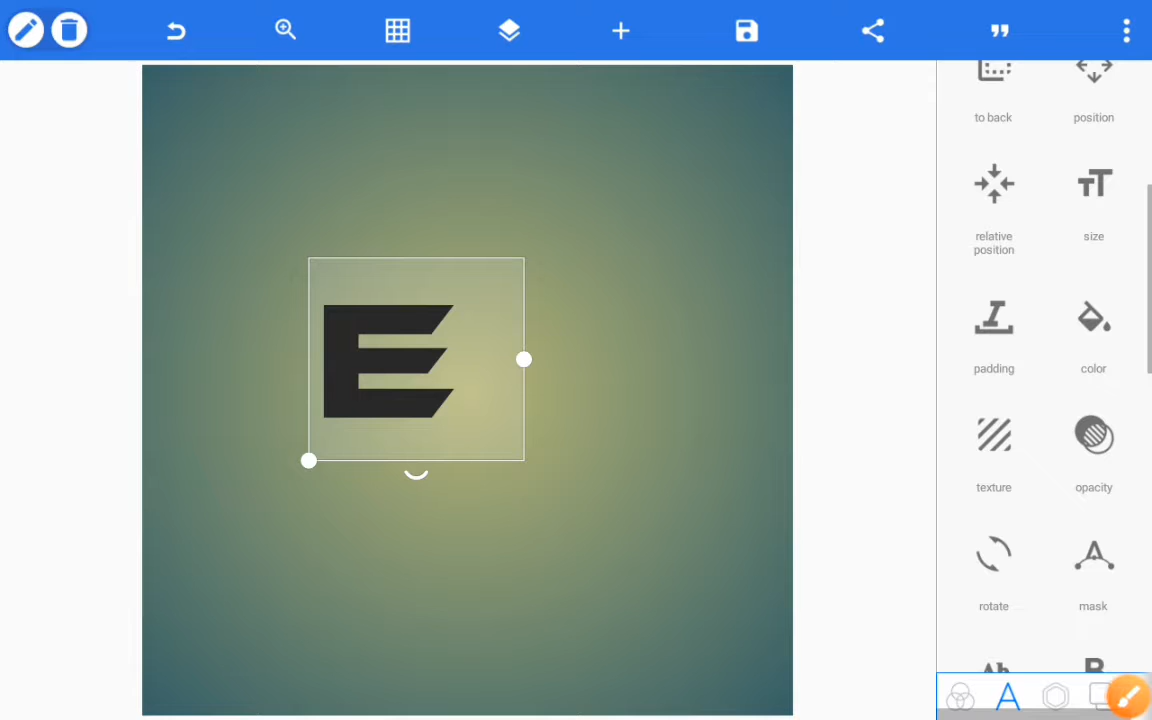 to back
position
E
relative
position
size
padding
color
texture
opacity
rotate
mask